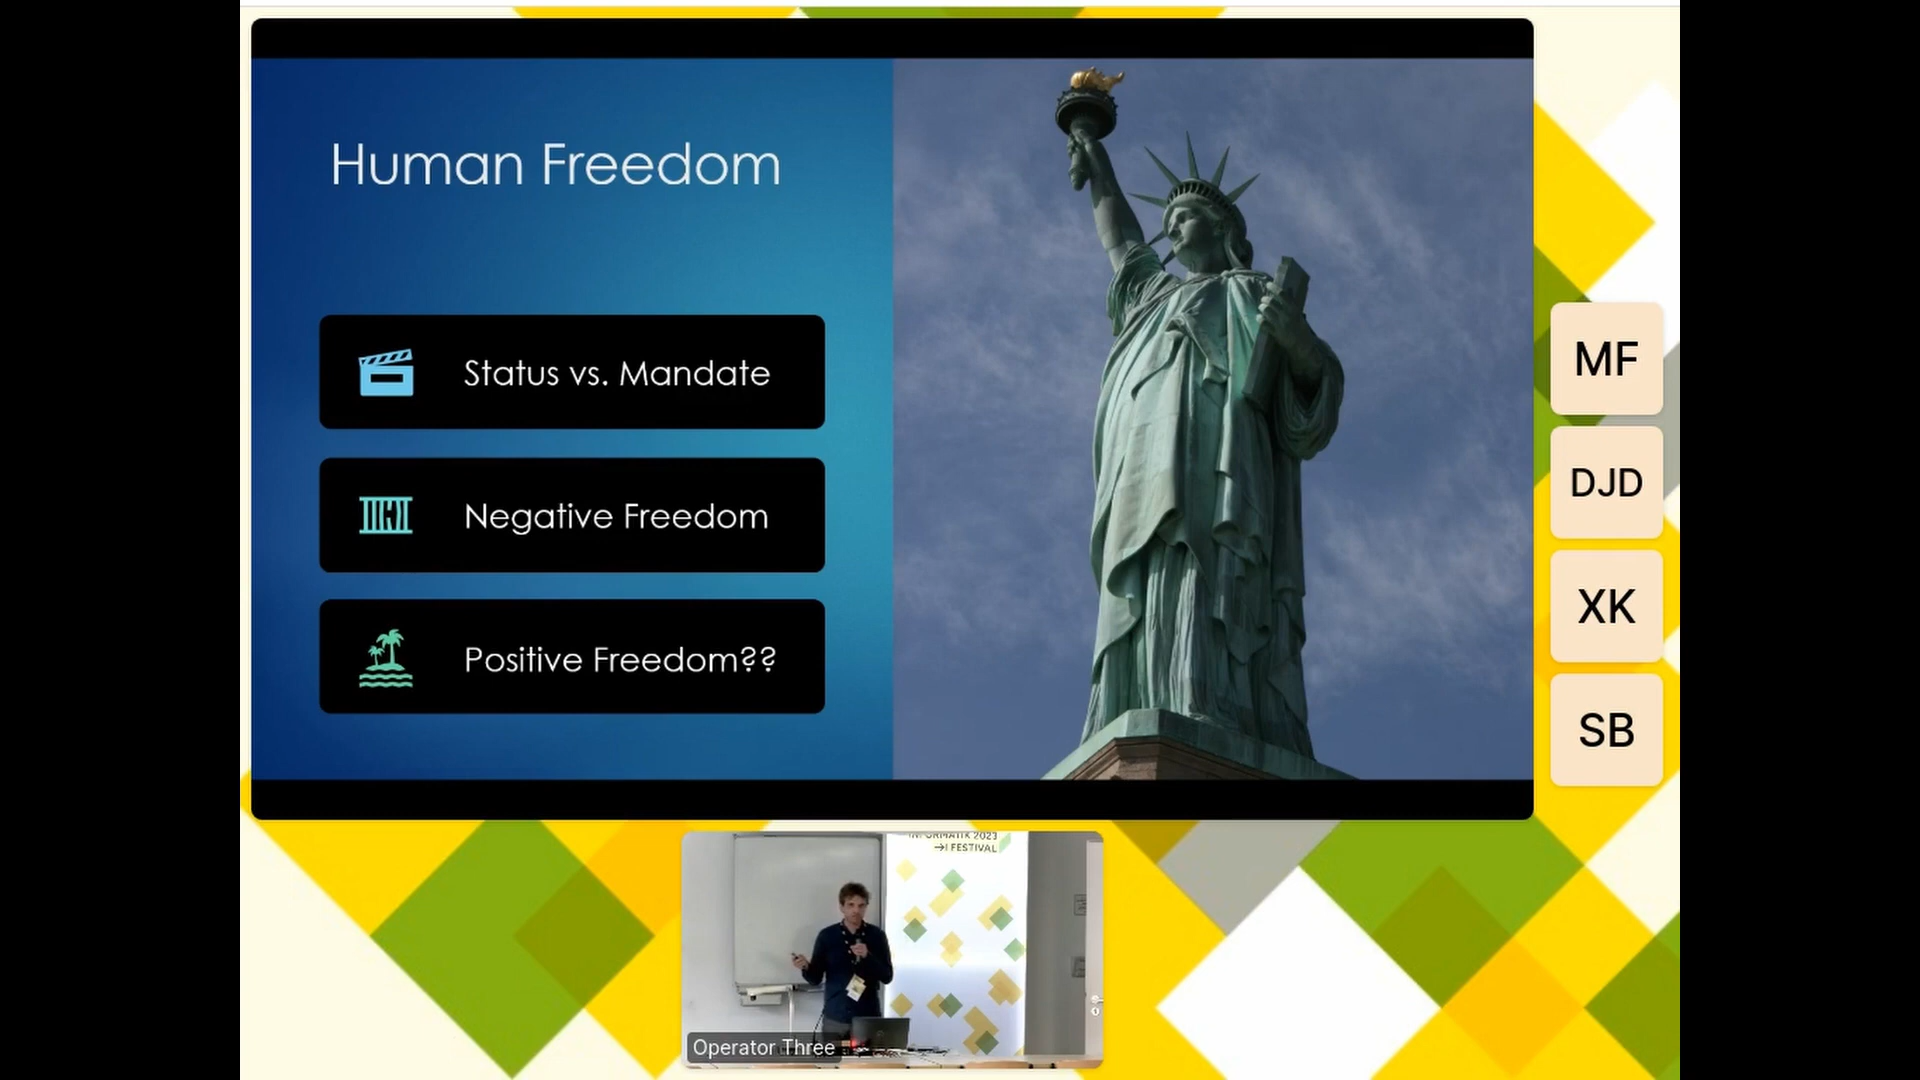 Human Freedom
Status vs. Mandate
Negative Freedom
Positive Freedom??
MF
DJD
XK
SB
INFORMATIK 2023
→I FESTIVAL
Operator Three